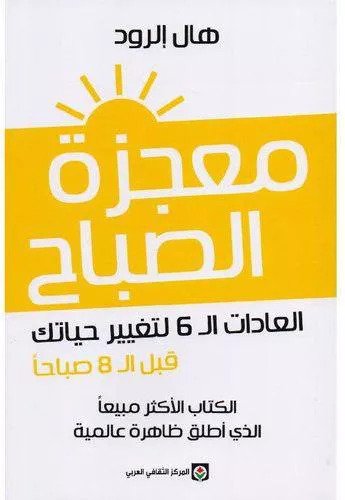 هال إلرود
معجزة
الصباح
العادات الـ 6 لتغيير حياتك
قبل الـ 8 صباحاً
الكتاب الأكثر مبيعاً
الذي أطلق ظاهرة عالمية
المركز الثقافي العربي